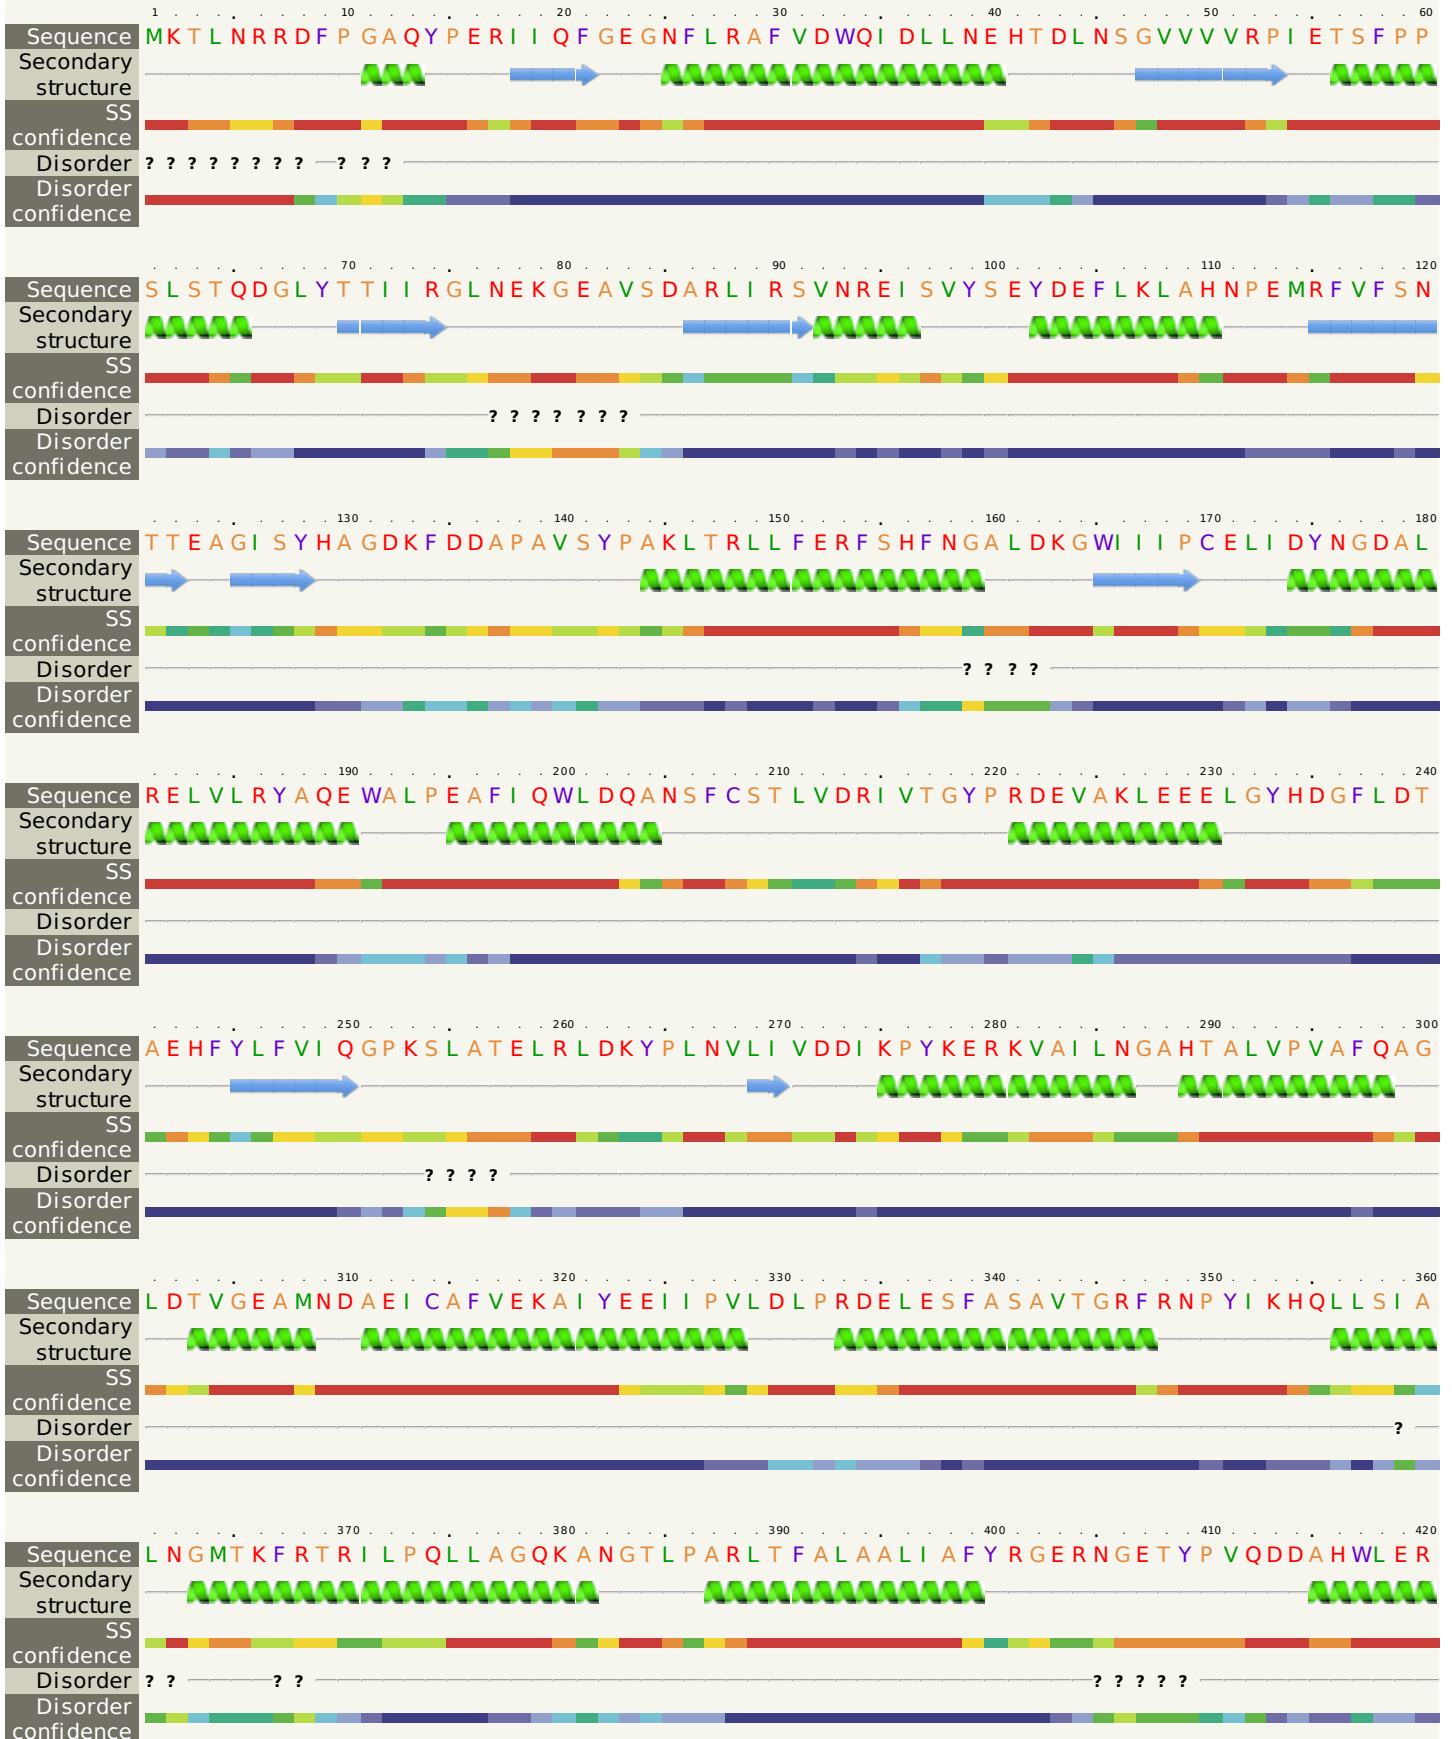 1 10 20 30 40 50 60
Sequence MKTLNRRDFPGAQYPERIIQFGEGNFLRAFVDWQIDLLNEHTDLNSGVVVVRPIETSFPP
Secondary
structure
SS
confidence
Disorder ? ? ? ? ? ? ? ? ? ? ?
Disorder
confidence
70 80 90 100 110 120
Sequence SLSTQDGLYTTIIRGLNEKGEAVSDARLIRSVNREISVYSEYDEFLKLAHNPEMRFVFSN
Secondary
structure
SS
confidence
Disorder ? ? ? ? ? ? ?
Disorder
confidence
130 140 150 160 170 180
Sequence TTEAGISYHAGDKFDDAPAVSYPAKLTRLLFERFSHFNGALDKGWIIIPCELIDYNGDAL
Secondary
structure
SS
confidence
Disorder ? ? ? ?
Disorder
confidence
190 200 210 220 230 240
Sequence RELVLRYAQEWALPEAFIQWLDQANSFCSTLVDRIVTGYPRDEVAKLEEELGYHDGFLDT
Secondary
structure
SS
confidence
Disorder
Disorder
confidence
250 260 270 280 290 300
Sequence AEHFYLFVIQGPKSLATELRLDKYPLNVLIVDDIKPYKERKVAILNGAHTALVPVAFQAG
Secondary
structure
SS
confidence
Disorder ? ? ? ?
Disorder
confidence
310 320 330 340 350 360
Sequence LDTVGEAMNDAEICAFVEKAIYEEIIPVLDLPRDELESFASAVTGRFRNPYIKHQLLSIA
Secondary
structure
SS
confidence
Disorder ?
Disorder
confidence
370 380 390 400 410 420
Sequence LNGMTKFRTRILPQLLAGQKANGTLPARLTFALAALIAFYRGERNGETYPVQDDAHWLER
Secondary
structure
SS
confidence
Disorder ? ? ? ? ? ? ? ? ?
Disorder
confidence